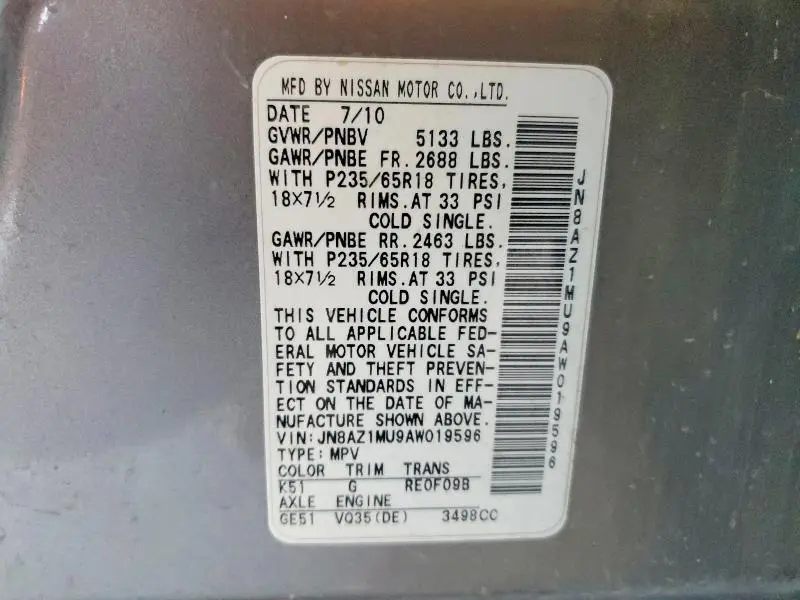 MFD BY NISSAN MOTOR CO.,LTD.
DATE 7/10
GVWR/PNBV 5133 LBS.
GAWR/PNBE FR. 2688 LBS.
WITH P235/65R18 TIRES,
18×7½ RIMS.AT 33 PSI
COLD SINGLE.
GAWR/PNBE RR. 2463 LBS.
WITH P235/65R18 TIRES,
18×7½ RIMS.AT 33 PSI
COLD SINGLE.
THIS VEHICLE CONFORMS
TO ALL APPLICABLE FED-
ERAL MOTOR VEHICLE SA-
FETY AND THEFT PREVEN-
TION STANDARDS IN EFF-
ECT ON THE DATE OF MA-
NUFACTURE SHOWN ABOVE.
VIN:JN8AZ1MU9AW019596
TYPE:MPV
COLOR TRIM TRANS
K51 G RE0F09B
AXLE ENGINE
GE51 VQ35(DE) 3498CC
JN8AZ1MU9AW019596